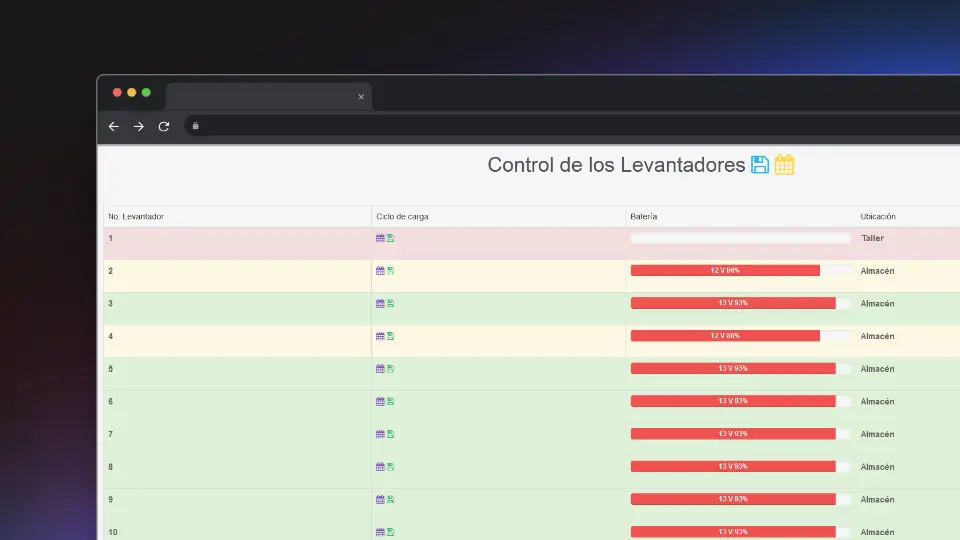 Control de los Levantadores
No. Levantador Ciclo de carga Batería Ubicación
1 Taller
2 12 V 86% Almacén
3 13 V 93% Almacén
4 12 V 86% Almacén
5 13 V 93% Almacén
6 13 V 93% Almacén
7 13 V 93% Almacén
8 13 V 93% Almacén
9 13 V 93% Almacén
10 13 V 93% Almacén